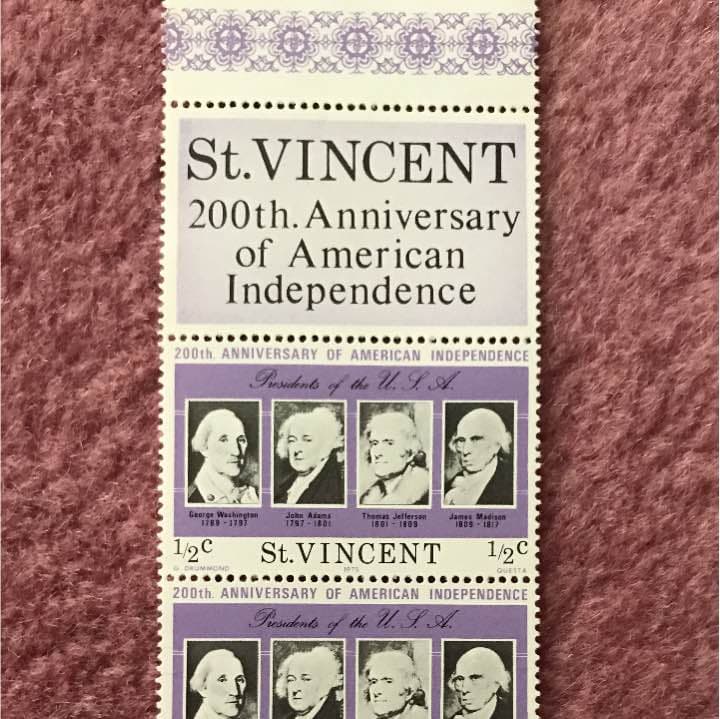 St.VINCENT
200th. Anniversary
of American
Independence
200th. ANNIVERSARY OF AMERICAN INDEPENDENCE
Presidents of the U. S. A.
George Washington John Adams Thomas Jefferson James Madison
1789 - 1797 1797 - 1801 1801 - 1809 1809 - 1817
1/2c St.VINCENT 1/2c
G. DRUMMOND 1975 QUESTA
200th. ANNIVERSARY OF AMERICAN INDEPENDENCE
Presidents of the U. S. A.